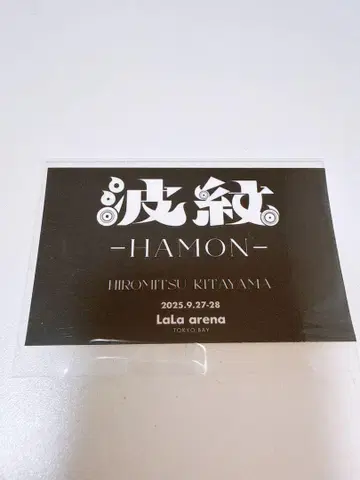 波紋
-HAMON-
HIROMITSU KITAYAMA
2025.9.27-28
LaLa arena
TOKYO BAY